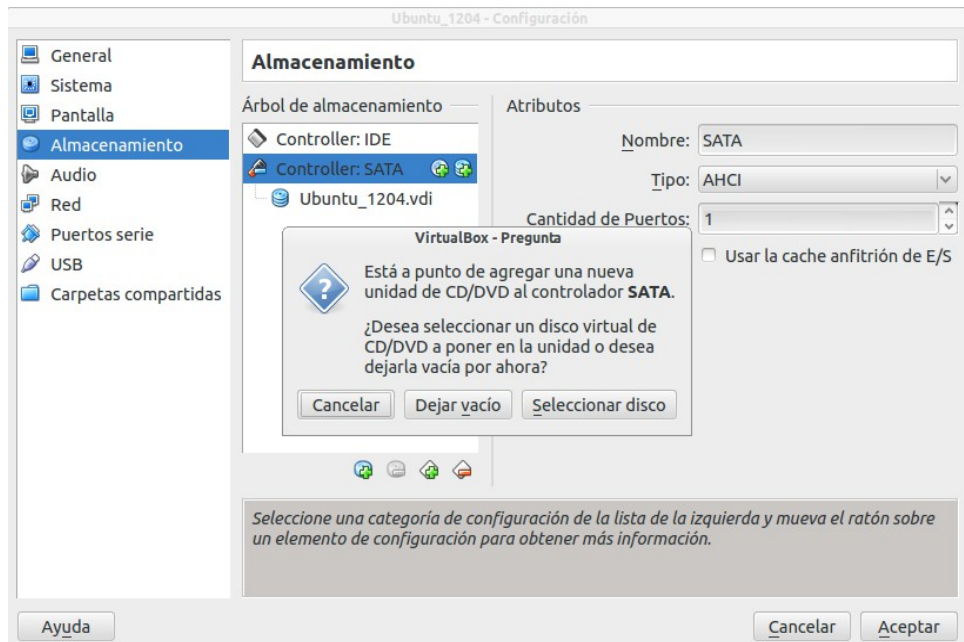 Ubuntu_1204 - Configuración
General
Sistema
Pantalla
Almacenamiento
Audio
Red
Puertos serie
USB
Carpetas compartidas
Almacenamiento
Árbol de almacenamiento
Controller: IDE
Controller: SATA
Ubuntu_1204.vdi
Atributos
Nombre: SATA
Tipo: AHCI
Cantidad de Puertos: 1
Usar la cache anfitrión de E/S
VirtualBox - Pregunta
Está a punto de agregar una nueva
unidad de CD/DVD al controlador SATA.
¿Desea seleccionar un disco virtual de
CD/DVD a poner en la unidad o desea
dejarla vacía por ahora?
Cancelar Dejar vacío Seleccionar disco
Seleccione una categoría de configuración de la lista de la izquierda y mueva el ratón sobre
un elemento de configuración para obtener más información.
Ayuda Cancelar Aceptar